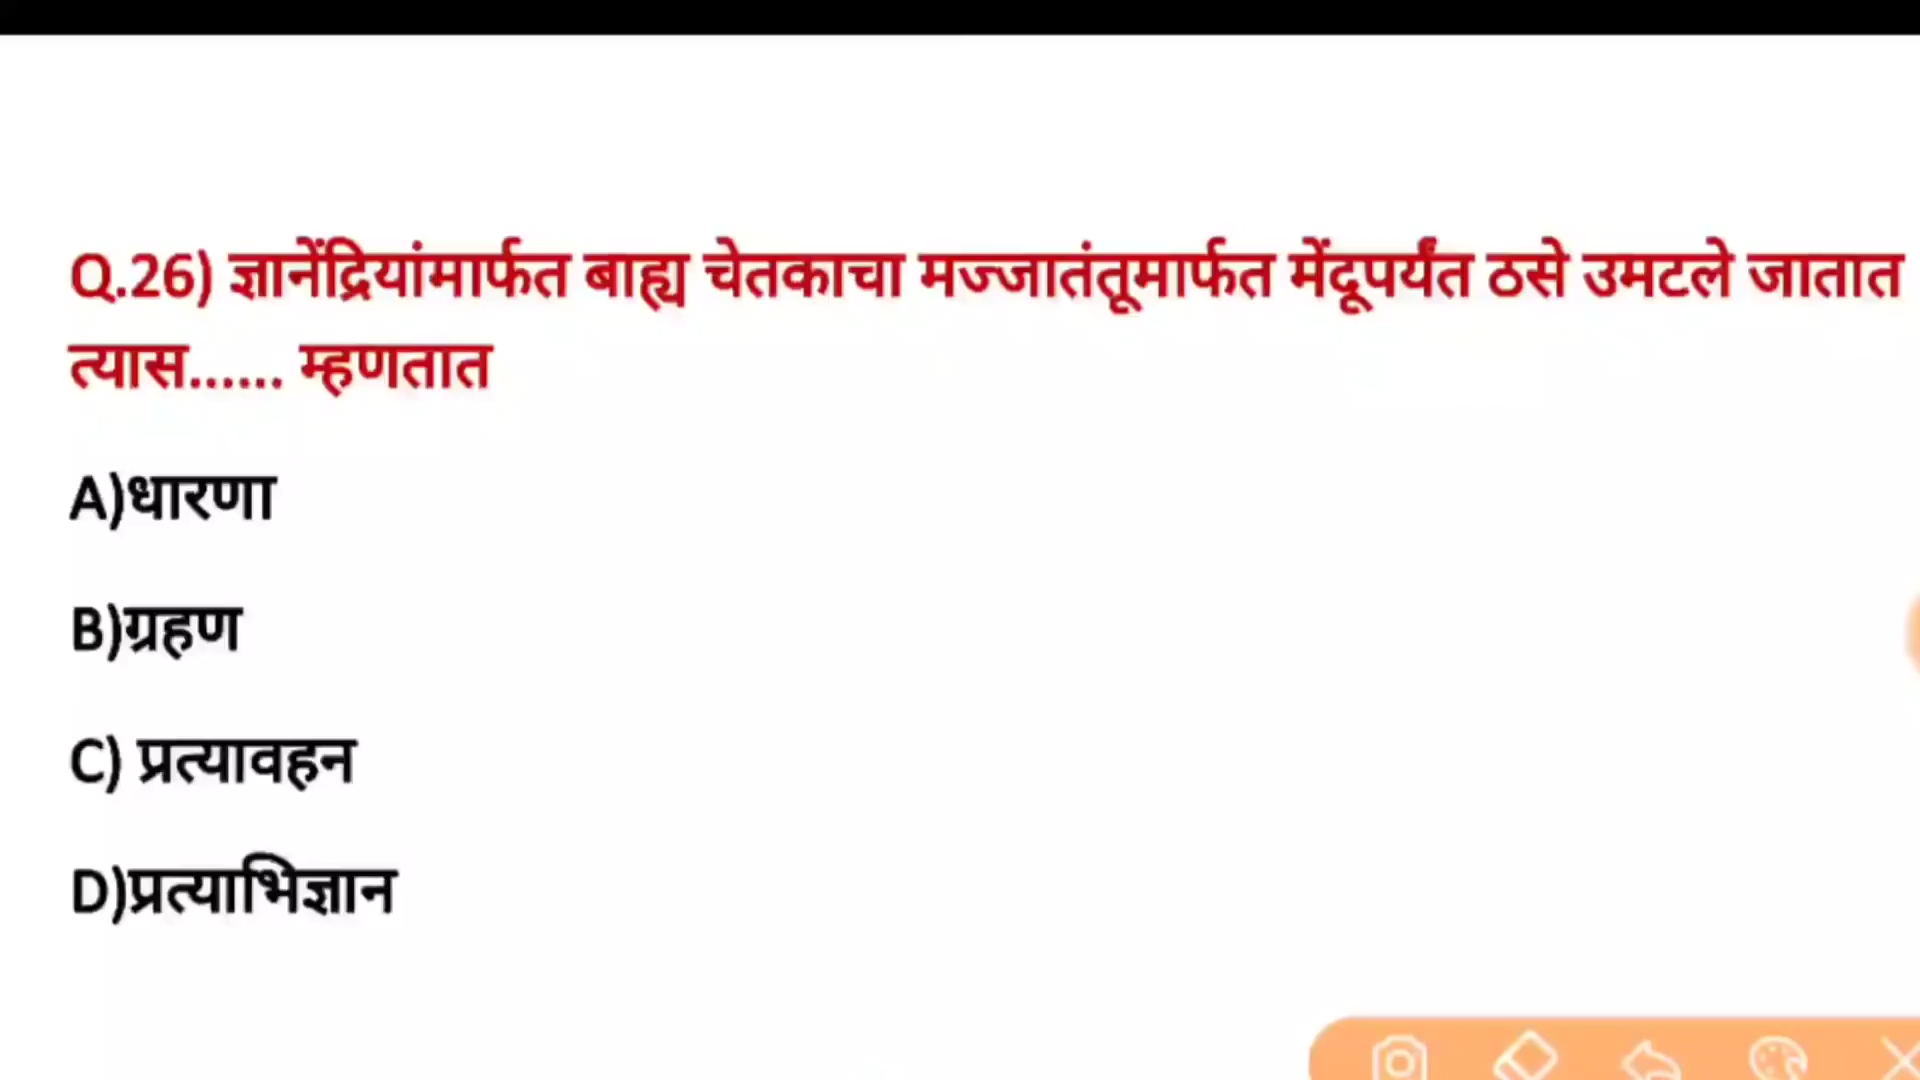 Q.26) ज्ञानेंद्रियांमार्फत बाह्य चेतकाचा मज्जातंतूमार्फत मेंदूपर्यंत ठसे उमटले जातात
त्यास...... म्हणतात
A)धारणा
B)ग्रहण
C) प्रत्यावहन
D)प्रत्याभिज्ञान